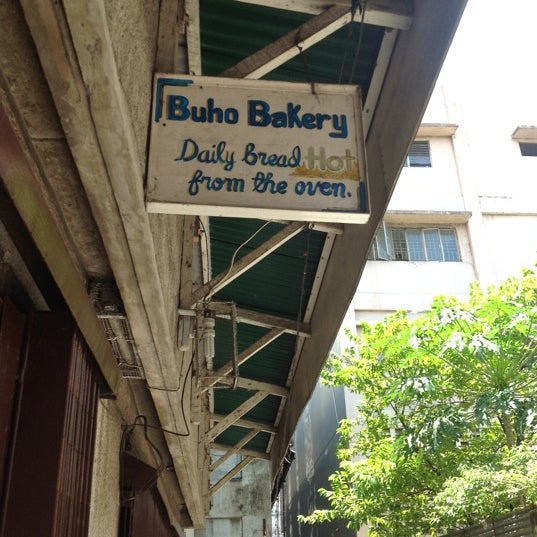 Buho Bakery
Daily bread Hot
from the oven.